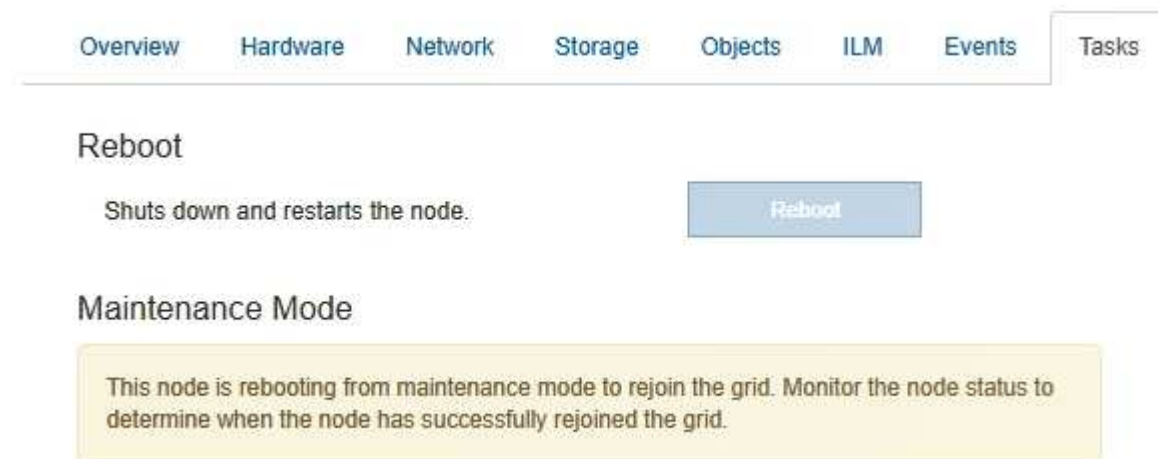 Overview Hardware Network Storage Objects ILM Events Tasks
Reboot
Shuts down and restarts the node. Reboot
Maintenance Mode
This node is rebooting from maintenance mode to rejoin the grid. Monitor the node status to
determine when the node has successfully rejoined the grid.